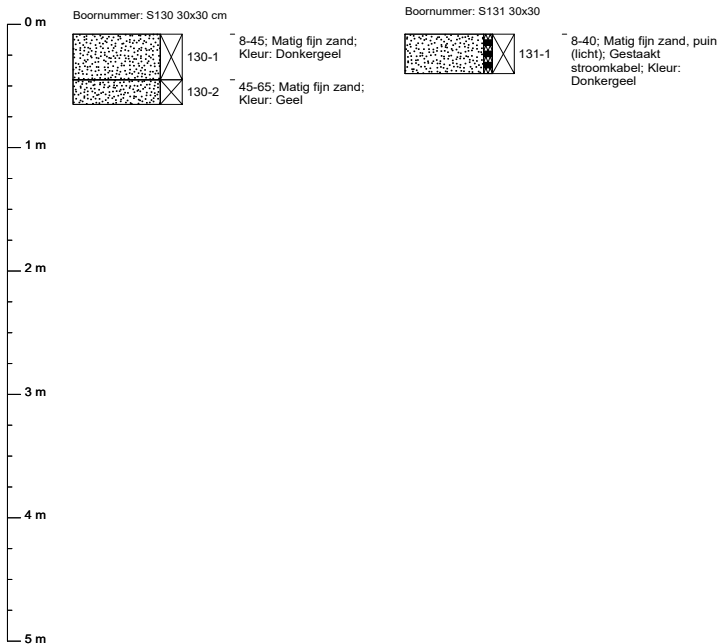 0 m
Boornummer: S130 30x30 cm
130-1
8-45; Matig fijn zand;
Kleur: Donkergeel
130-2
45-65; Matig fijn zand;
Kleur: Geel
Boornummer: S131 30x30
131-1
8-40; Matig fijn zand, puin
(licht); Gestaakt
stroomkabel; Kleur:
Donkergeel
1 m
2 m
3 m
4 m
5 m